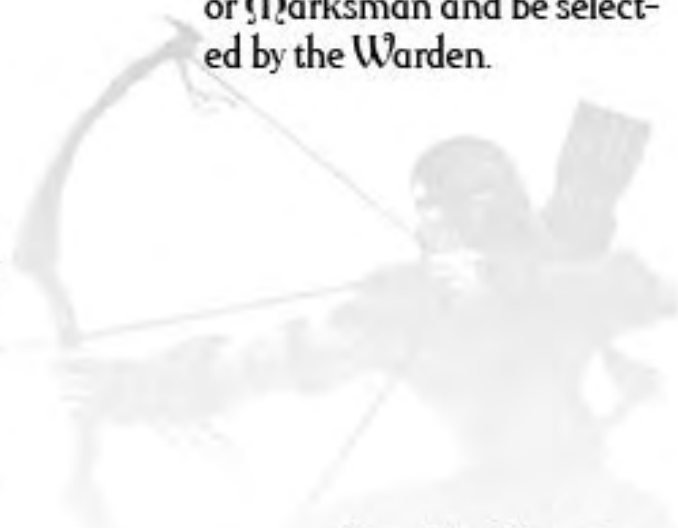 or Marksman and be select-
ed by the Warden.